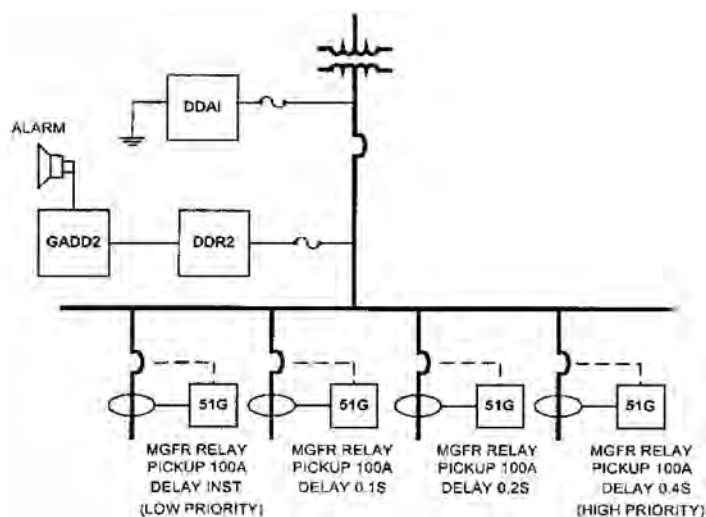 DDAI
ALARM
GADD2
DDR2
51G
51G
51G
51G
MGFR RELAY
PICKUP 100A
DELAY INST
(LOW PRIORITY)
MGFR RELAY
PICKUP 100A
DELAY 0.1S
MGFR RELAY
PICKUP 100A
DELAY 0.2S
MGFR RELAY
PICKUP 100A
DELAY 0.4S
(HIGH PRIORITY)